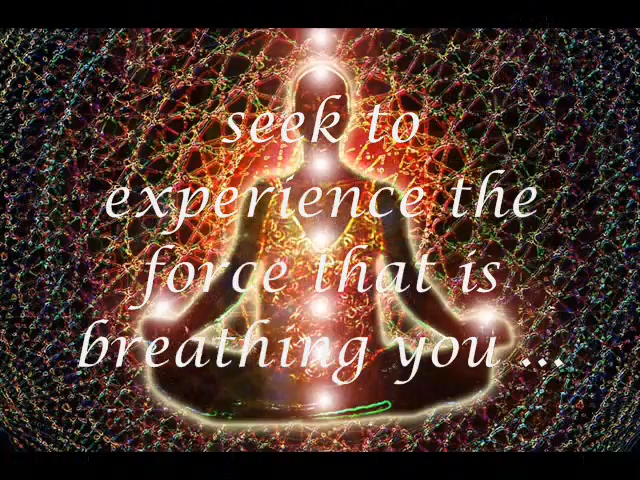 seek to
experience the
force that is
breathing you ...